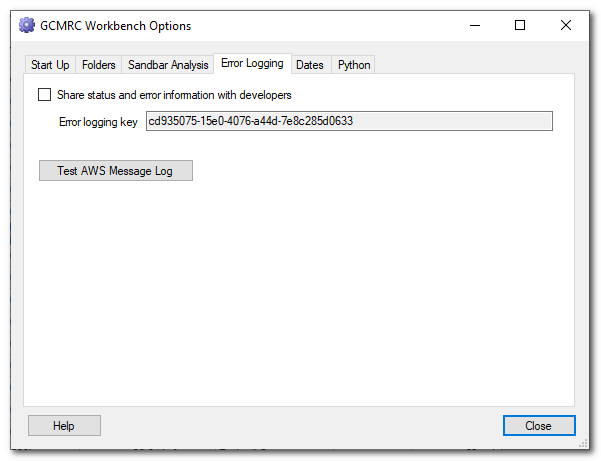 GCMRC Workbench Options
Start Up Folders Sandbar Analysis Error Logging Dates Python
Share status and error information with developers
Error logging key cd935075-15e0-4076-a44d-7e8c285d0633
Test AWS Message Log
Help Close